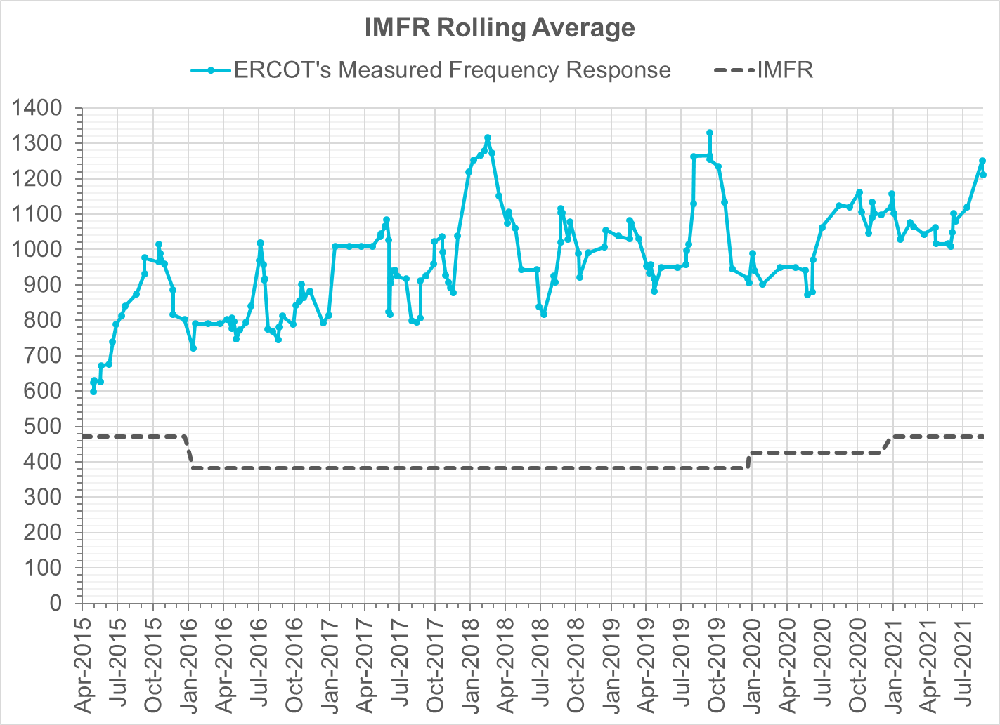 IMFR Rolling Average
ERCOT's Measured Frequency Response IMFR
1400
1300
1200
1100
1000
900
800
700
600
500
400
300
200
100
0
Apr-2015
Jul-2015
Oct-2015
Jan-2016
Apr-2016
Jul-2016
Oct-2016
Jan-2017
Apr-2017
Jul-2017
Oct-2017
Jan-2018
Apr-2018
Jul-2018
Oct-2018
Jan-2019
Apr-2019
Jul-2019
Oct-2019
Jan-2020
Apr-2020
Jul-2020
Oct-2020
Jan-2021
Apr-2021
Jul-2021